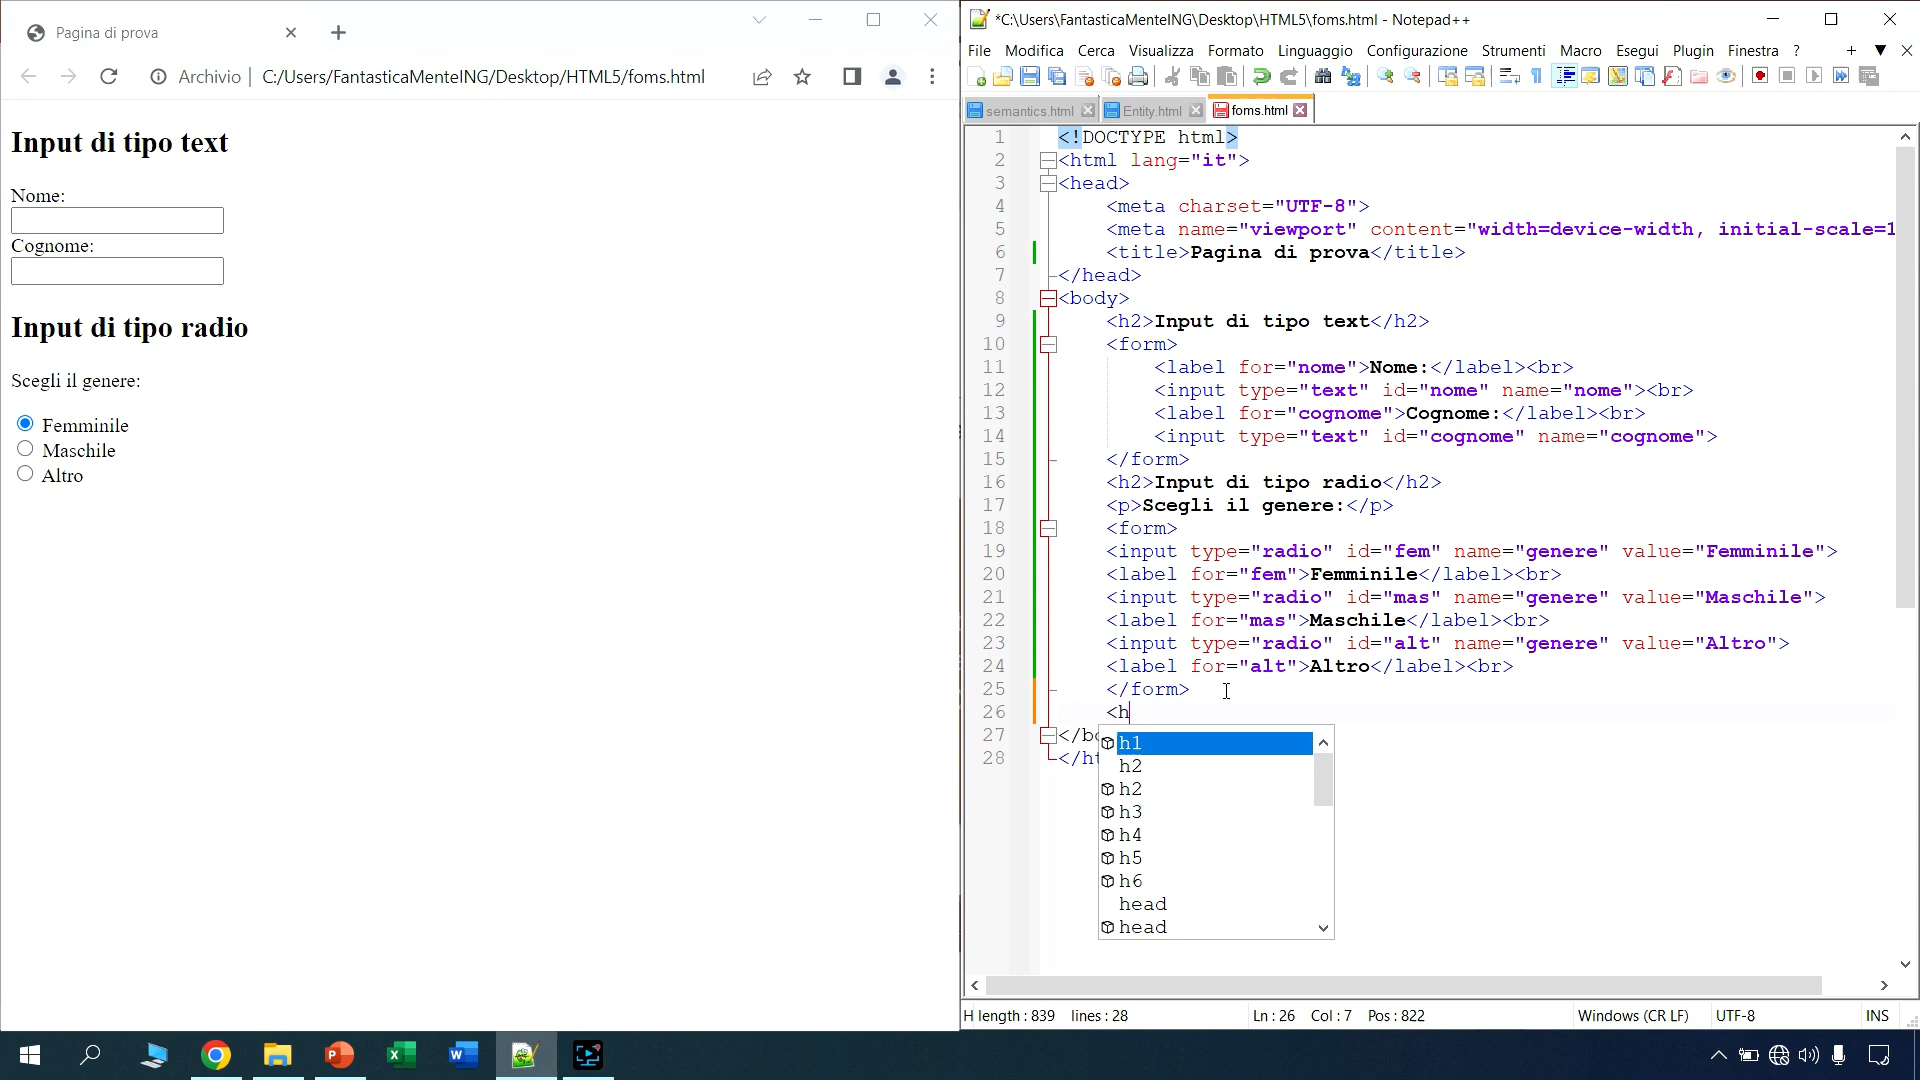 Pagina di prova
Archivio | C:/Users/FantasticaMenteING/Desktop/HTML5/foms.html
Input di tipo text
Nome:
Cognome:
Input di tipo radio
Scegli il genere:
Femminile
Maschile
Altro
*C:\Users\FantasticaMenteING\Desktop\HTML5\foms.html - Notepad++
File Modifica Cerca Visualizza Formato Linguaggio Configurazione Strumenti Macro Esegui Plugin Finestra ? + ▼ X
semantics.html Entity.html foms.html
1 <!DOCTYPE html>
2 <html lang="it">
3 <head>
4 <meta charset="UTF-8">
5 <meta name="viewport" content="width=device-width, initial-scale=1
6 <title>Pagina di prova</title>
7 </head>
8 <body>
9 <h2>Input di tipo text</h2>
10 <form>
11 <label for="nome">Nome:</label><br>
12 <input type="text" id="nome" name="nome"><br>
13 <label for="cognome">Cognome:</label><br>
14 <input type="text" id="cognome" name="cognome">
15 </form>
16 <h2>Input di tipo radio</h2>
17 <p>Scegli il genere:</p>
18 <form>
19 <input type="radio" id="fem" name="genere" value="Femminile">
20 <label for="fem">Femminile</label><br>
21 <input type="radio" id="mas" name="genere" value="Maschile">
22 <label for="mas">Maschile</label><br>
23 <input type="radio" id="alt" name="genere" value="Altro">
24 <label for="alt">Altro</label><br>
25 </form>
26 <h
27 </bo
28 </ht
h1
h2
h2
h3
h4
h5
h6
head
head
H length : 839 lines : 28 Ln : 26 Col : 7 Pos : 822 Windows (CR LF) UTF-8 INS